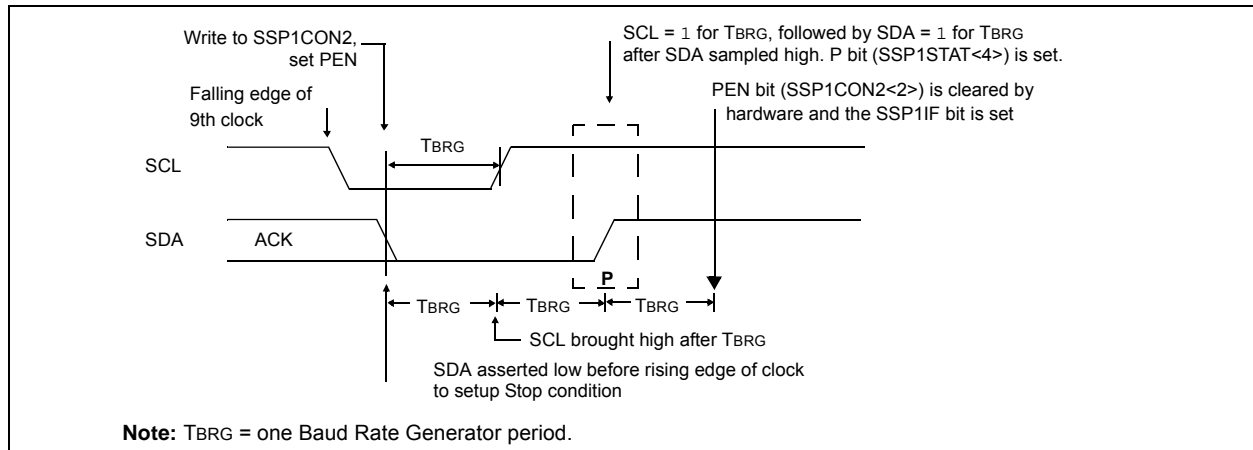 Write to SSP1CON2,
set PEN
SCL = 1 for TBRG, followed by SDA = 1 for TBRG
after SDA sampled high. P bit (SSP1STAT<4>) is set.
Falling edge of
9th clock
PEN bit (SSP1CON2<2>) is cleared by
hardware and the SSP1IF bit is set
TBRG
SCL
SDA
ACK
P
TBRG
TBRG
TBRG
SCL brought high after TBRG
SDA asserted low before rising edge of clock
to setup Stop condition
Note: TBRG = one Baud Rate Generator period.